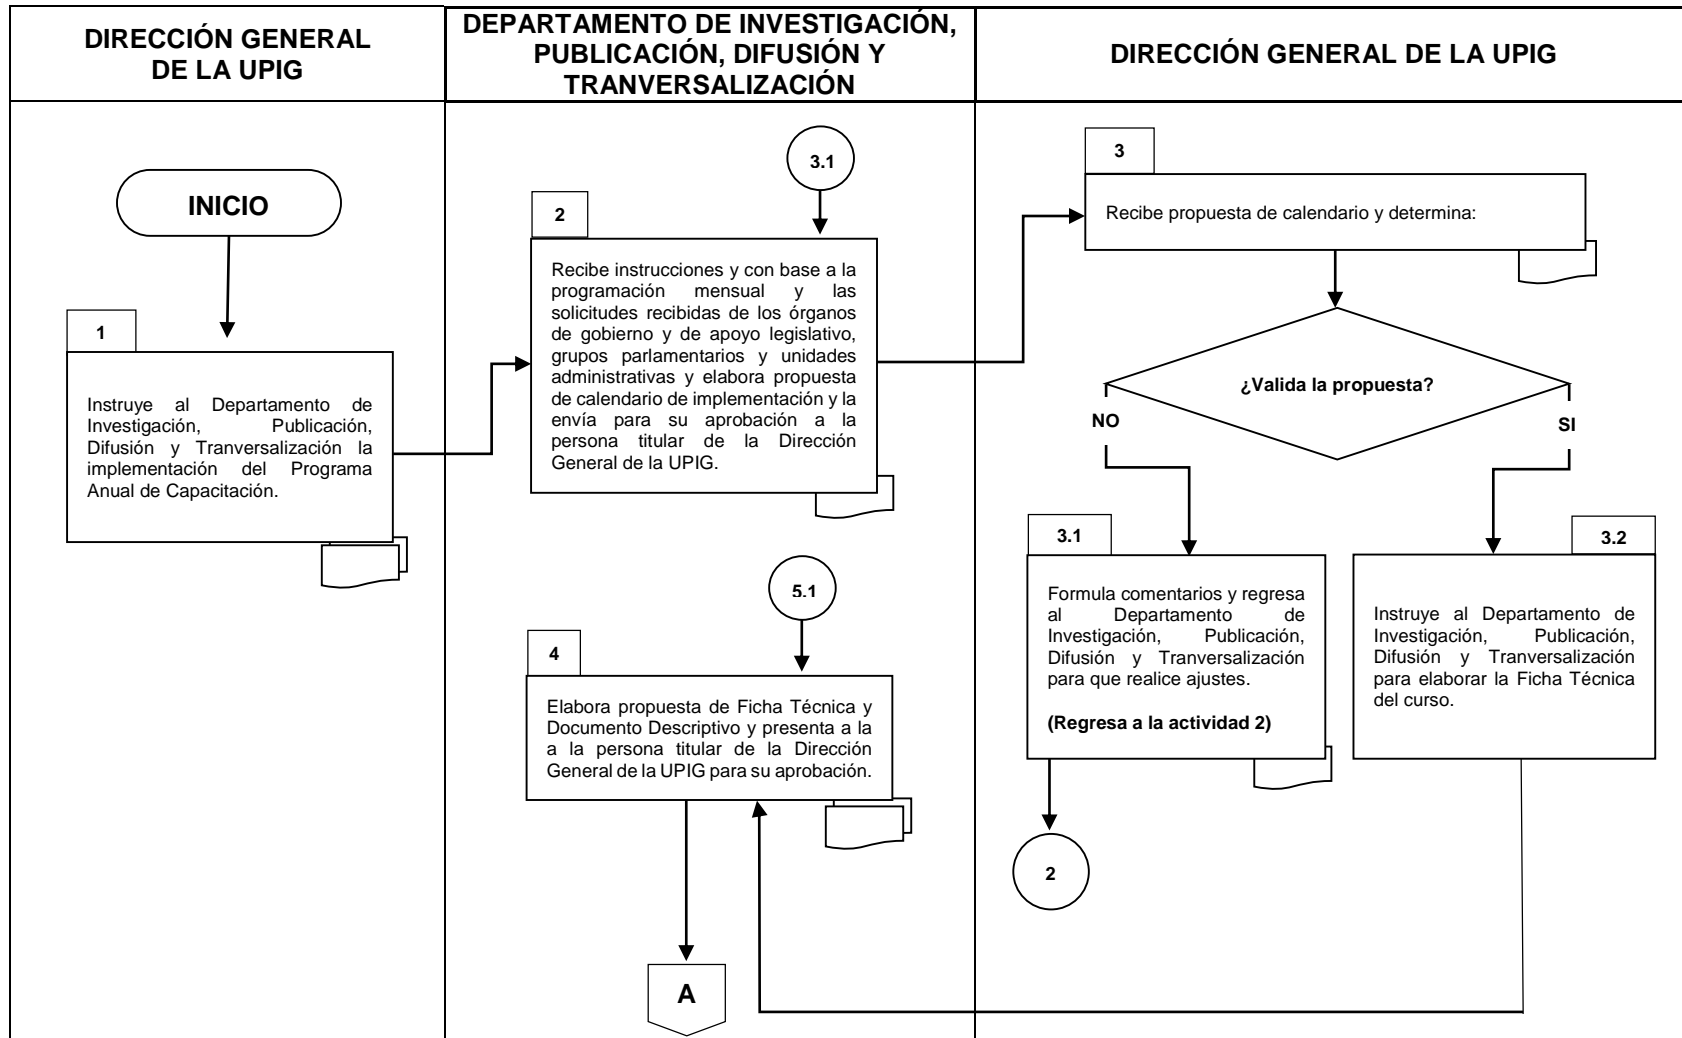 DIRECCIÓN GENERAL
DE LA UPIG
DEPARTAMENTO DE INVESTIGACIÓN,
PUBLICACIÓN, DIFUSIÓN Y
TRANVERSALIZACIÓN
DIRECCIÓN GENERAL DE LA UPIG
INICIO
1
Instruye al Departamento de
Investigación, Publicación,
Difusión y Tranversalización la
implementación del Programa
Anual de Capacitación.
3.1
2
Recibe instrucciones y con base a la
programación mensual y las
solicitudes recibidas de los órganos
de gobierno y de apoyo legislativo,
grupos parlamentarios y unidades
administrativas y elabora propuesta
de calendario de implementación y la
envía para su aprobación a la
persona titular de la Dirección
General de la UPIG.
3
Recibe propuesta de calendario y determina:
¿Valida la propuesta?
NO
SI
3.1
Formula comentarios y regresa
al Departamento de
Investigación, Publicación,
Difusión y Tranversalización
para que realice ajustes.
(Regresa a la actividad 2)
2
3.2
Instruye al Departamento de
Investigación, Publicación,
Difusión y Tranversalización
para elaborar la Ficha Técnica
del curso.
5.1
4
Elabora propuesta de Ficha Técnica y
Documento Descriptivo y presenta a la
a la persona titular de la Dirección
General de la UPIG para su aprobación.
A